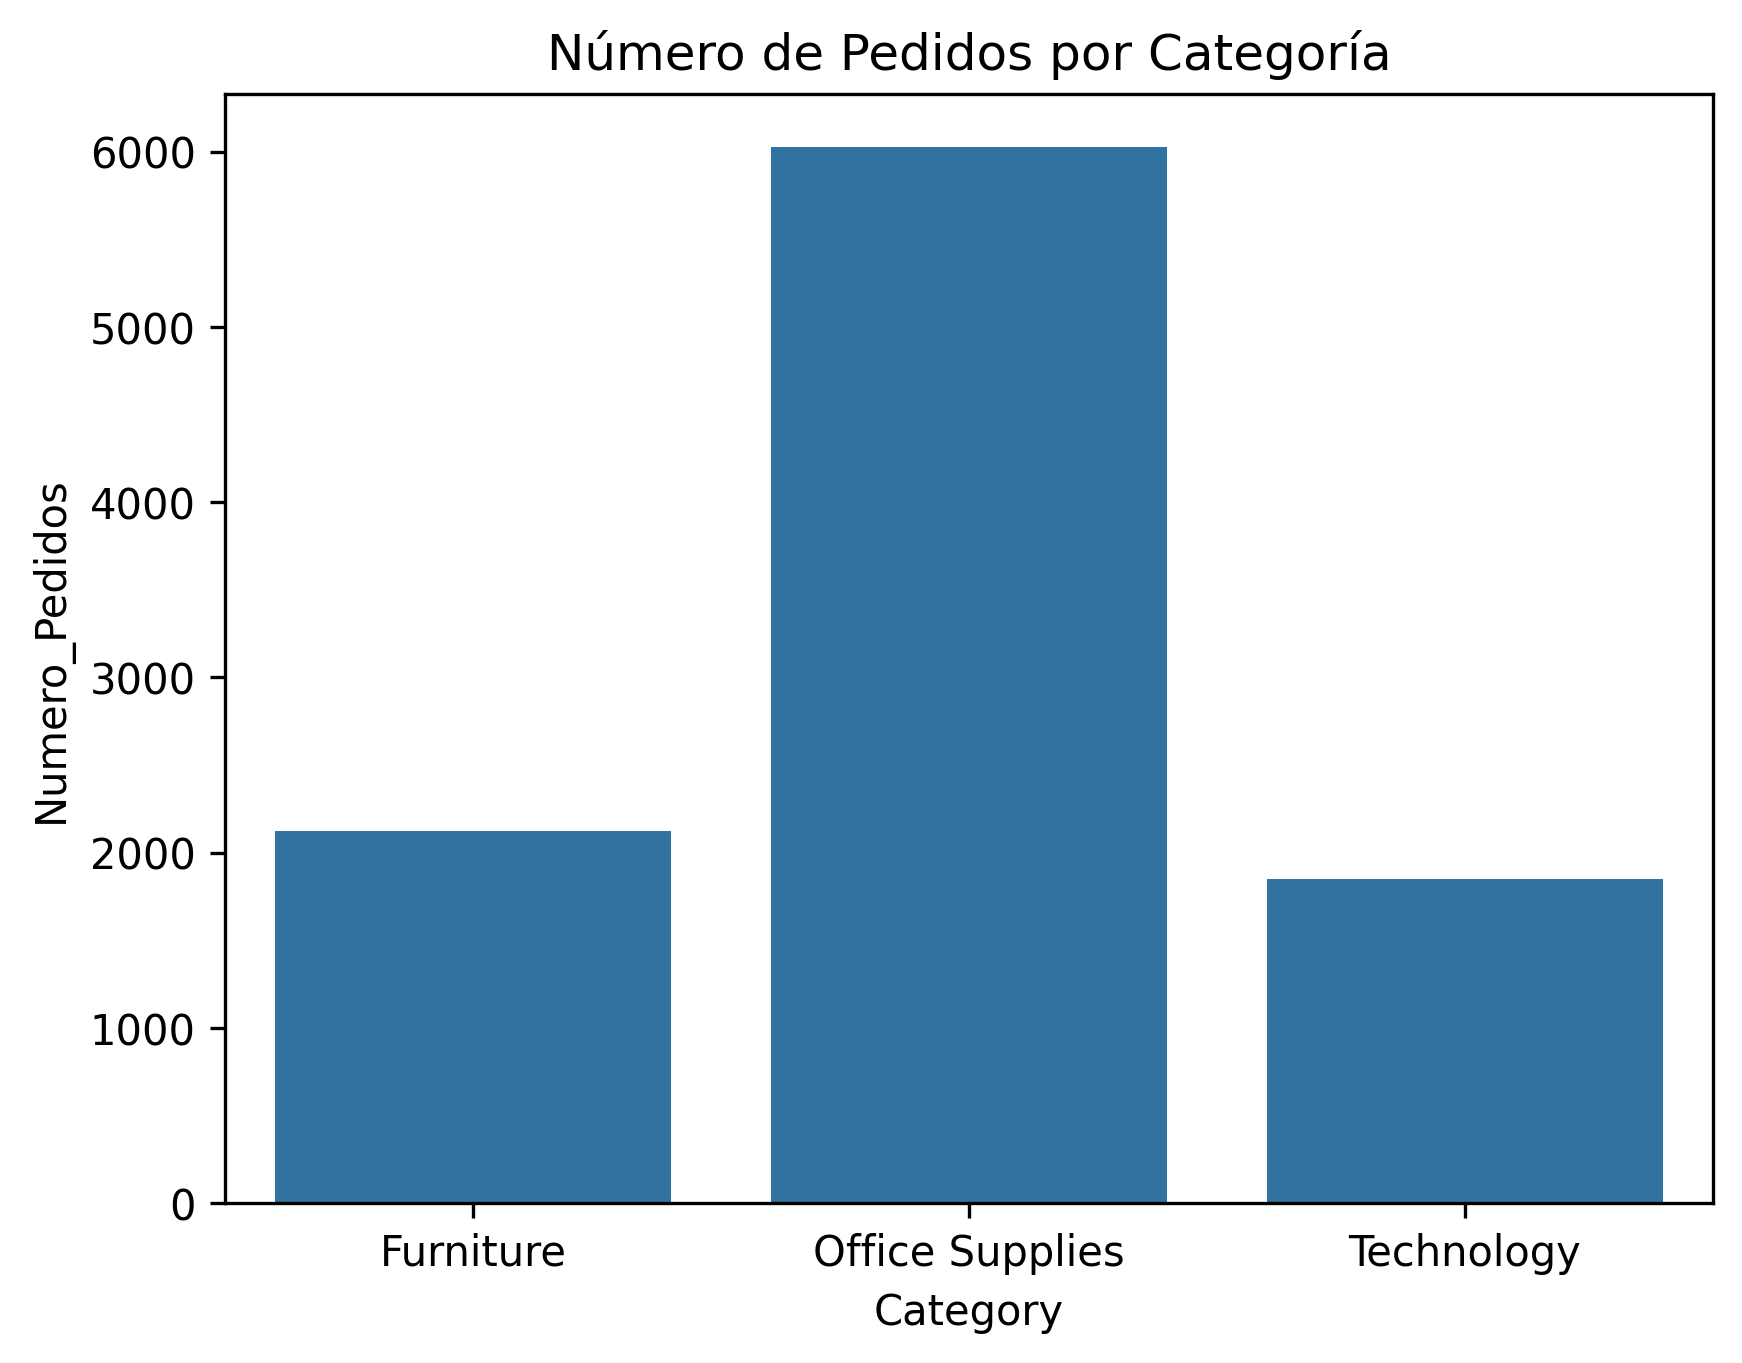 Número de Pedidos por Categoría
6000
5000
4000
3000
2000
1000
0
Numero_Pedidos
Furniture
Office Supplies
Technology
Category